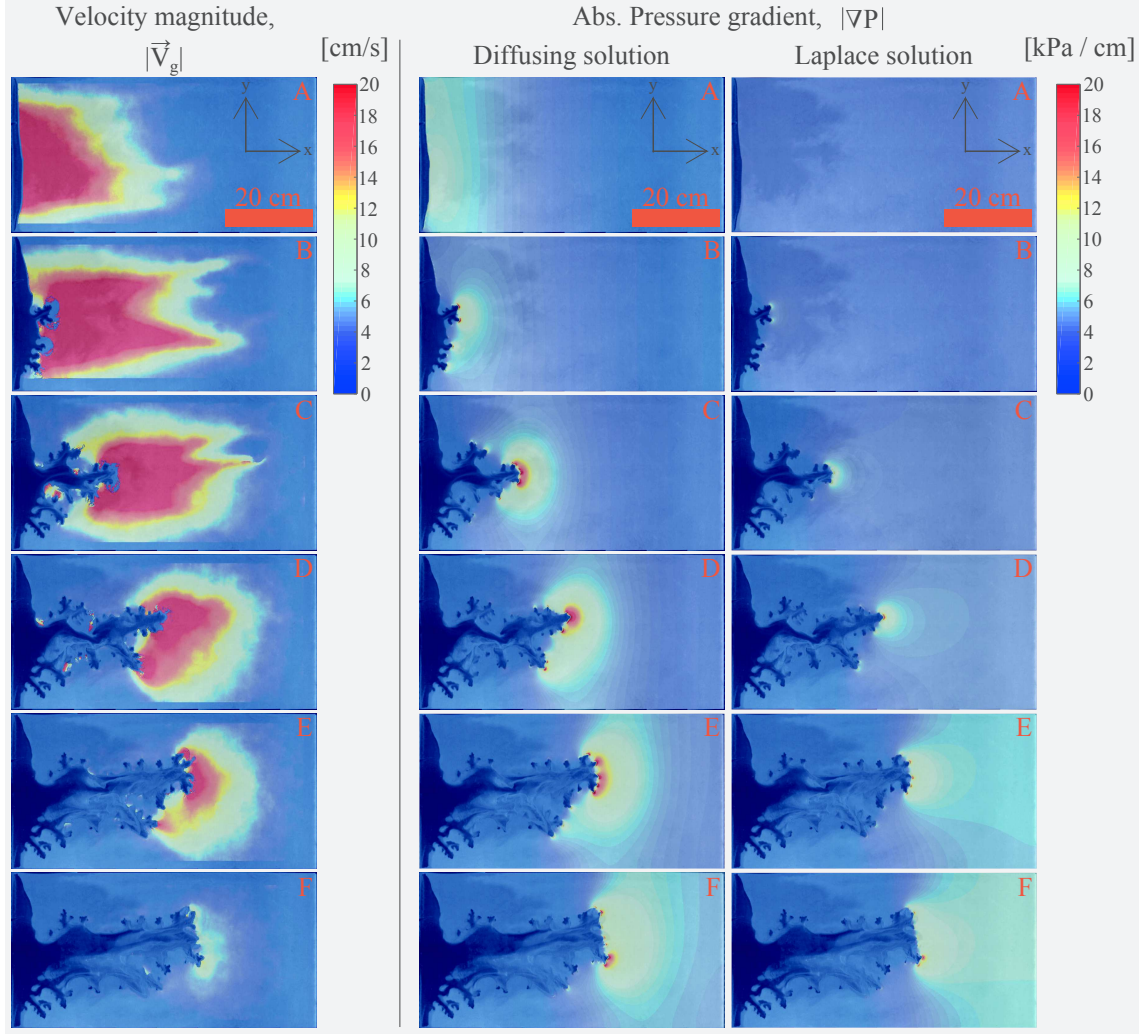 Velocity magnitude,
|V⃗g|
[cm/s]
Abs. Pressure gradient, |∇P|
Diffusing solution
Laplace solution
[kPa / cm]
20
18
16
14
12
10
8
6
4
2
0
20
18
16
14
12
10
8
6
4
2
0
A
y
x
20 cm
A
y
x
20 cm
A
y
x
20 cm
B
B
B
C
C
C
D
D
D
E
E
E
F
F
F